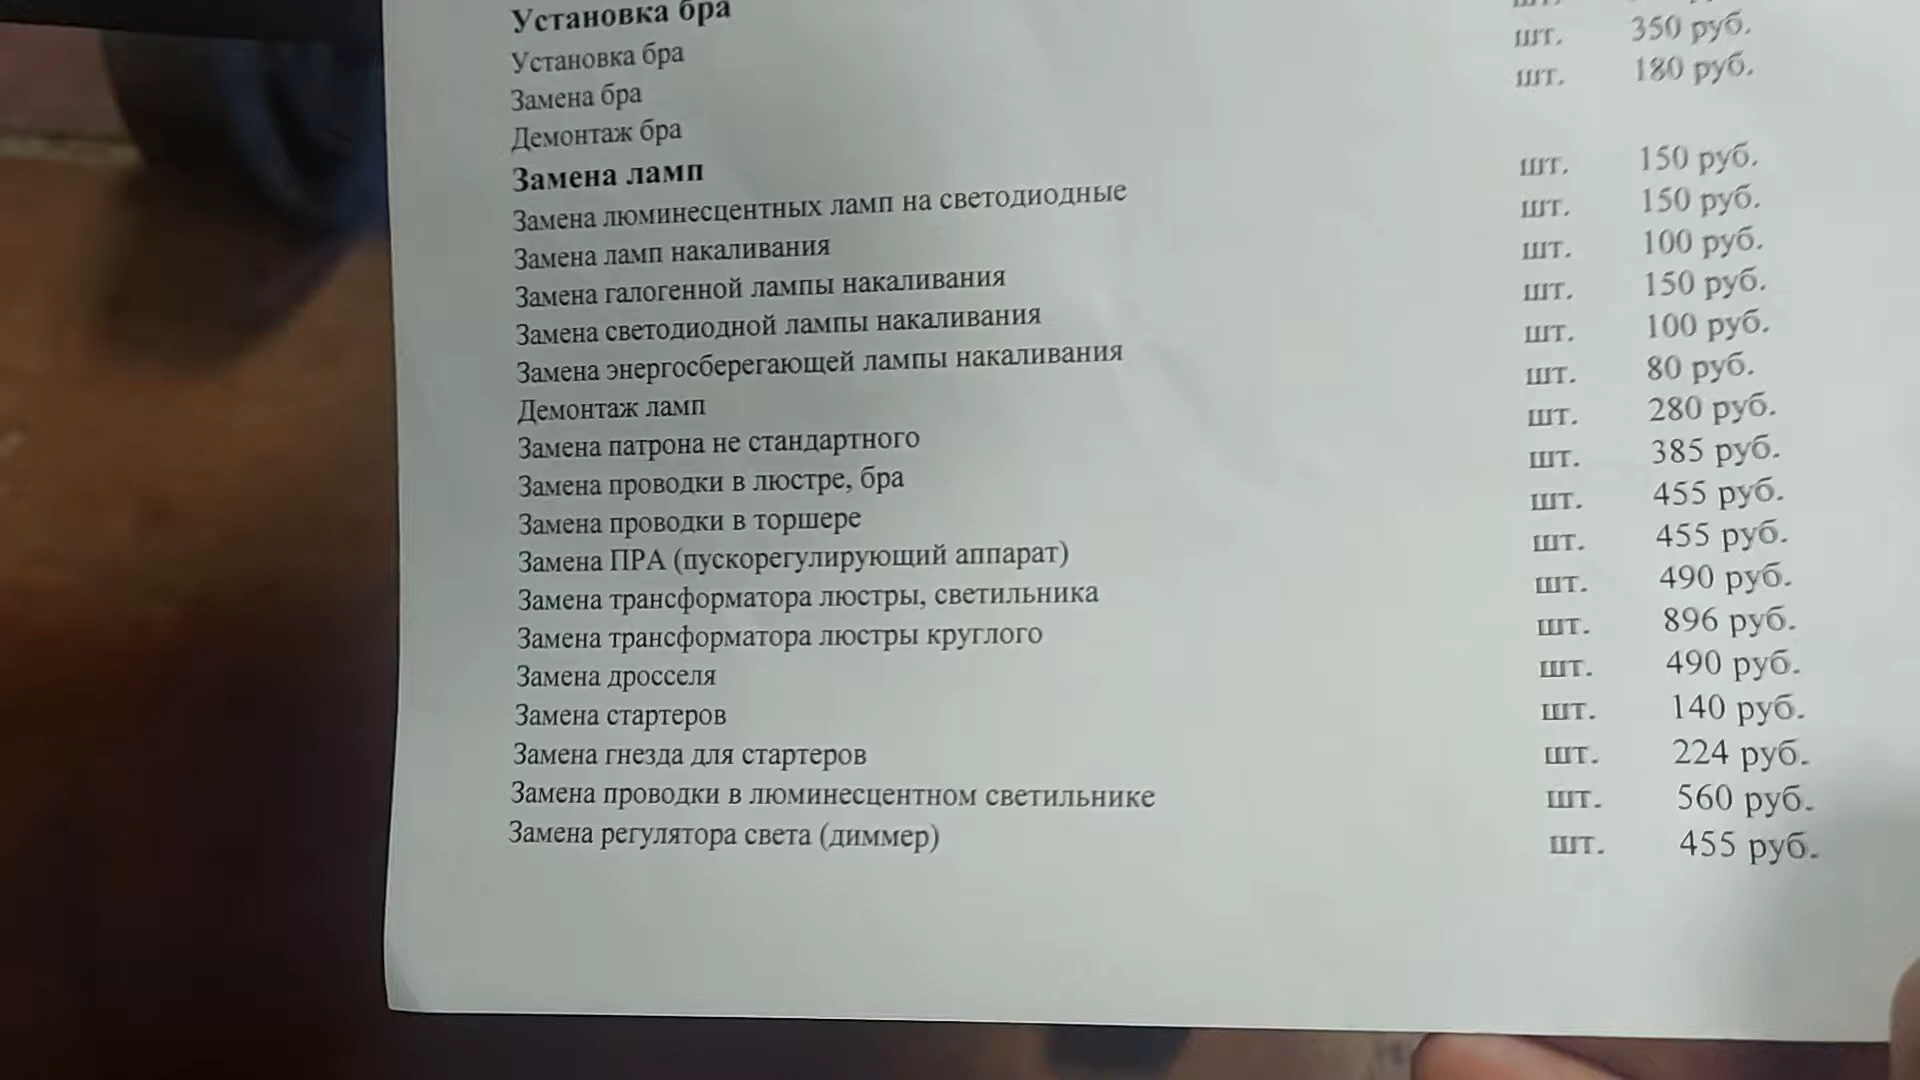 Установка бра
Установка бра шт.
Замена бра шт. 350 руб.
Демонтаж бра шт. 180 руб.
Замена ламп
Замена люминесцентных ламп на светодиодные шт. 150 руб.
Замена ламп накаливания шт. 150 руб.
Замена галогенной лампы накаливания шт. 100 руб.
Замена светодиодной лампы накаливания шт. 150 руб.
Замена энергосберегающей лампы накаливания шт. 100 руб.
Демонтаж ламп шт. 80 руб.
Замена патрона не стандартного шт. 280 руб.
Замена проводки в люстре, бра шт. 385 руб.
Замена проводки в торшере шт. 455 руб.
Замена ПРА (пускорегулирующий аппарат) шт. 455 руб.
Замена трансформатора люстры, светильника шт. 490 руб.
Замена трансформатора люстры круглого шт. 896 руб.
Замена дросселя шт. 490 руб.
Замена стартеров шт. 140 руб.
Замена гнезда для стартеров шт. 224 руб.
Замена проводки в люминесцентном светильнике шт. 560 руб.
Замена регулятора света (диммер) шт. 455 руб.